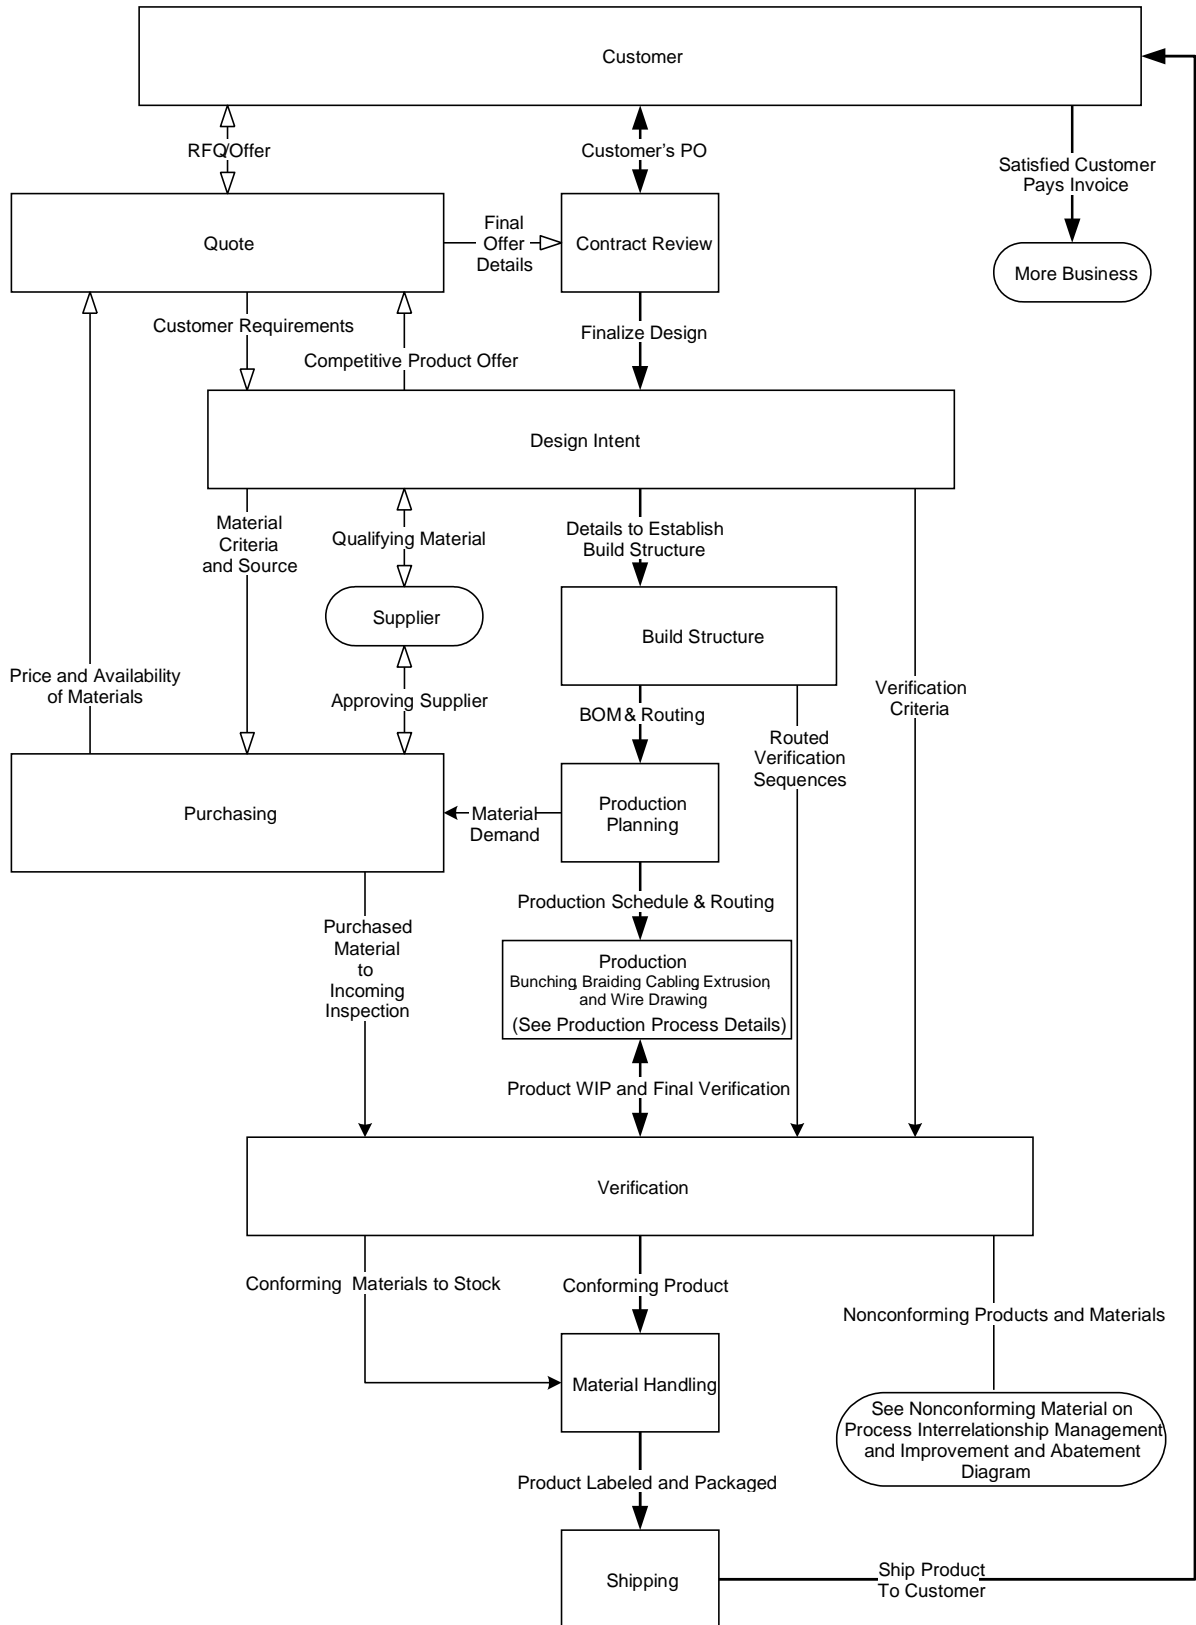 Customer
RFQ/Offer
Customer's PO
Satisfied Customer
Pays Invoice
Quote
Final
Offer
Details
Contract Review
More Business
Customer Requirements
Competitive Product Offer
Finalize Design
Design Intent
Material
Criteria
and Source
Qualifying Material
Details to Establish
Build Structure
Supplier
Build Structure
Price and Availability
of Materials
Approving Supplier
Verification
Criteria
BOM & Routing
Routed
Verification
Sequences
Purchasing
Material
Demand
Production
Planning
Production Schedule & Routing
Purchased
Material
to
Incoming
Inspection
Production
Bunching, Braiding Cabling, Extrusion,
and Wire Drawing
(See Production Process Details)
Product WIP and Final Verification
Verification
Conforming Materials to Stock
Conforming Product
Nonconforming Products and Materials
Material Handling
See Nonconforming Material on
Process Interrelationship Management
and Improvement and Abatement
Diagram
Product Labeled and Packaged
Shipping
Ship Product
To Customer